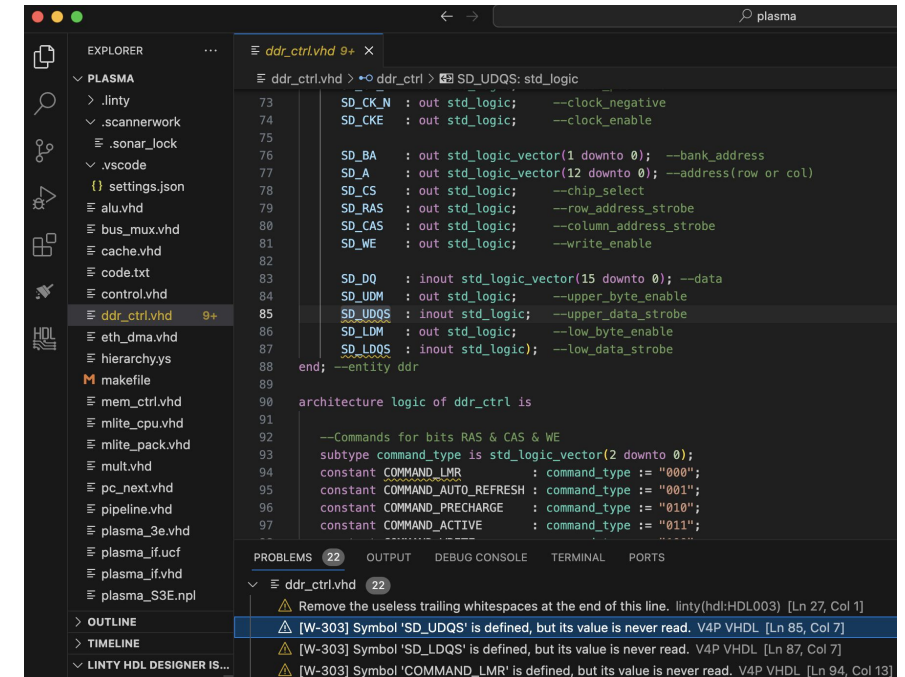 plasma
EXPLORER ...
PLASMA
.linty
.scannerwork
.sonar_lock
.vscode
{} settings.json
alu.vhd
bus_mux.vhd
cache.vhd
code.txt
control.vhd
ddr_ctrl.vhd 9+
eth_dma.vhd
hierarchy.ys
M makefile
mem_ctrl.vhd
mlite_cpu.vhd
mlite_pack.vhd
mult.vhd
pc_next.vhd
pipeline.vhd
plasma_3e.vhd
plasma_if.ucf
plasma_if.vhd
plasma_S3E.npl
OUTLINE
TIMELINE
LINTY HDL DESIGNER IS...
HDL
ddr_ctrl.vhd 9+
ddr_ctrl.vhd > ddr_ctrl > SD_UDQS: std_logic
73 SD_CK_N : out std_logic; --clock_negative
74 SD_CKE : out std_logic; --clock_enable
75
76 SD_BA : out std_logic_vector(1 downto 0); --bank_address
77 SD_A : out std_logic_vector(12 downto 0); --address(row or col)
78 SD_CS : out std_logic; --chip_select
79 SD_RAS : out std_logic; --row_address_strobe
80 SD_CAS : out std_logic; --column_address_strobe
81 SD_WE : out std_logic; --write_enable
82
83 SD_DQ : inout std_logic_vector(15 downto 0); --data
84 SD_UDM : out std_logic; --upper_byte_enable
85 SD_UDQS : inout std_logic; --upper_data_strobe
86 SD_LDM : out std_logic; --low_byte_enable
87 SD_LDQS : inout std_logic); --low_data_strobe
88 end; --entity ddr
89
90 architecture logic of ddr_ctrl is
91
92 --Commands for bits RAS & CAS & WE
93 subtype command_type is std_logic_vector(2 downto 0);
94 constant COMMAND_LMR : command_type := "000";
95 constant COMMAND_AUTO_REFRESH : command_type := "001";
96 constant COMMAND_PRECHARGE : command_type := "010";
97 constant COMMAND_ACTIVE : command_type := "011";
PROBLEMS 22 OUTPUT DEBUG CONSOLE TERMINAL PORTS
ddr_ctrl.vhd 22
Remove the useless trailing whitespaces at the end of this line. linty(hdl:HDL003) [Ln 27, Col 1]
[W-303] Symbol 'SD_UDQS' is defined, but its value is never read. V4P VHDL [Ln 85, Col 7]
[W-303] Symbol 'SD_LDQS' is defined, but its value is never read. V4P VHDL [Ln 87, Col 7]
[W-303] Symbol 'COMMAND_LMR' is defined, but its value is never read. V4P VHDL [Ln 94, Col 13]